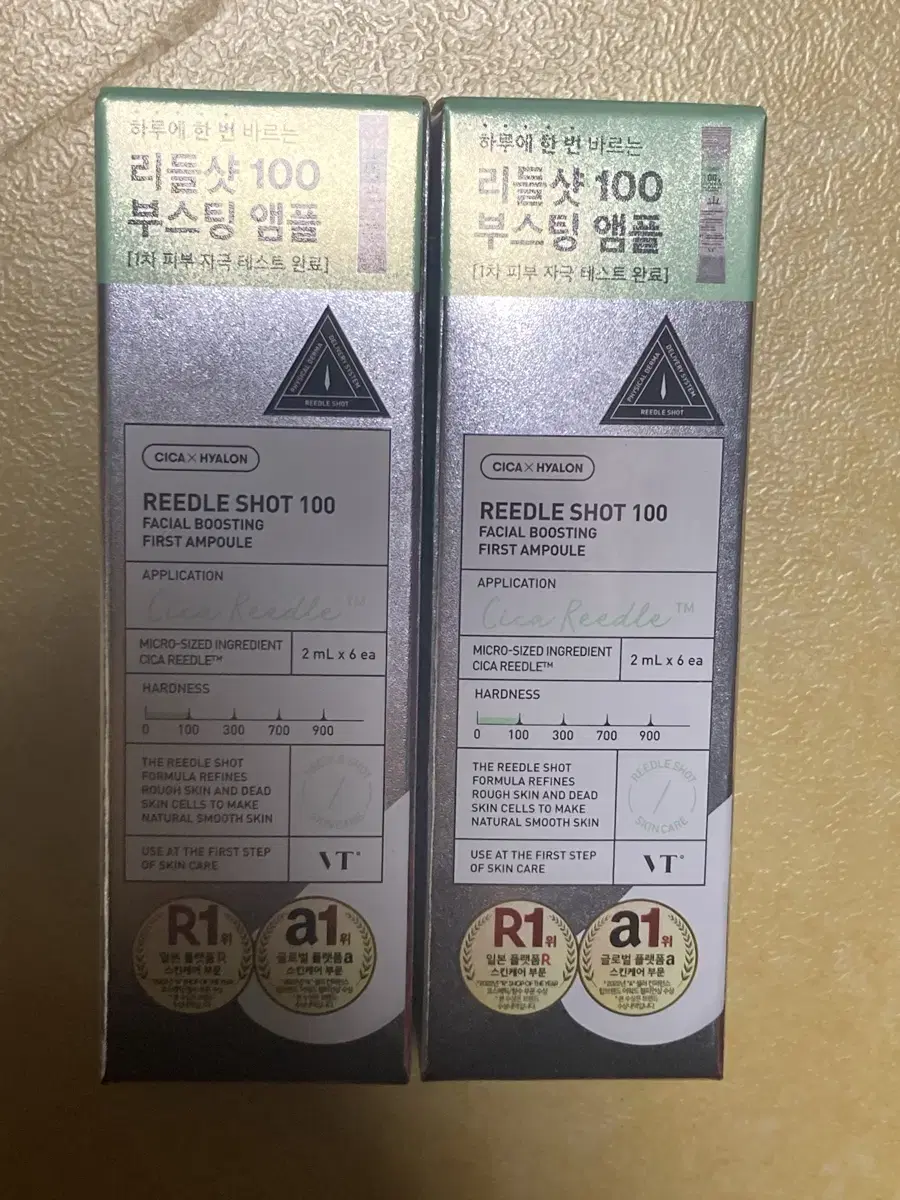 하루에 한 번 바르는
리들샷 100
부스팅 앰플
[1차 피부 자극 테스트 완료]
PHYSICAL DERMA
DELIVERY SYSTEM
REEDLE SHOT
CICA×HYALON
REEDLE SHOT 100
FACIAL BOOSTING
FIRST AMPOULE
APPLICATION
Cica Reedle™
MICRO-SIZED INGREDIENT
CICA REEDLE™
2 mL x 6 ea
HARDNESS
0 100 300 700 900
THE REEDLE SHOT
FORMULA REFINES
ROUGH SKIN AND DEAD
SKIN CELLS TO MAKE
NATURAL SMOOTH SKIN
REEDLE SHOT
SKIN CARE
USE AT THE FIRST STEP
OF SKIN CARE
VT
R1위
일본 플랫폼R
스킨케어 부문
a1위
글로벌 플랫폼a
스킨케어 부문
하루에 한 번 바르는
리들샷 100
부스팅 앰플
[1차 피부 자극 테스트 완료]
PHYSICAL DERMA
DELIVERY SYSTEM
REEDLE SHOT
CICA×HYALON
REEDLE SHOT 100
FACIAL BOOSTING
FIRST AMPOULE
APPLICATION
Cica Reedle™
MICRO-SIZED INGREDIENT
CICA REEDLE™
2 mL x 6 ea
HARDNESS
0 100 300 700 900
THE REEDLE SHOT
FORMULA REFINES
ROUGH SKIN AND DEAD
SKIN CELLS TO MAKE
NATURAL SMOOTH SKIN
REEDLE SHOT
SKIN CARE
USE AT THE FIRST STEP
OF SKIN CARE
VT
R1위
일본 플랫폼R
스킨케어 부문
a1위
글로벌 플랫폼a
스킨케어 부문